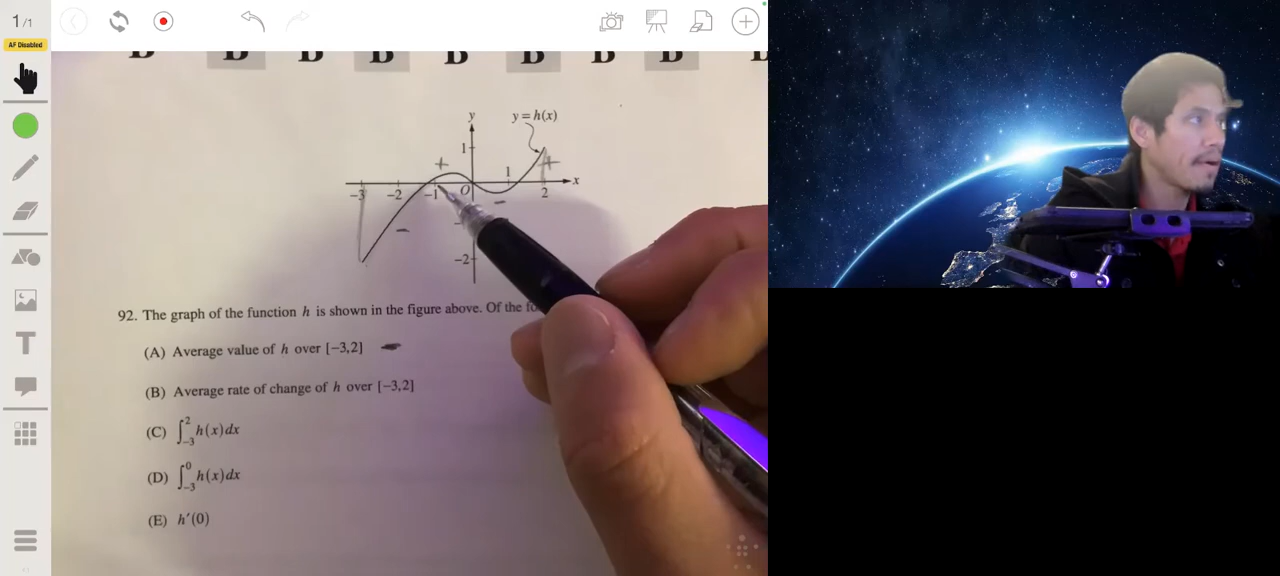 1/1
AF Disabled
T
B B B B B B B B
y
y = h(x)
1
+
+
1
x
-3 -2 -1 O 2
-
-
-2
92. The graph of the function h is shown in the figure above. Of the
(A) Average value of h over [−3,2] -
(B) Average rate of change of h over [−3,2]
(C) ∫₋₃² h(x)dx
(D) ∫₋₃⁰ h(x)dx
(E) h′(0)